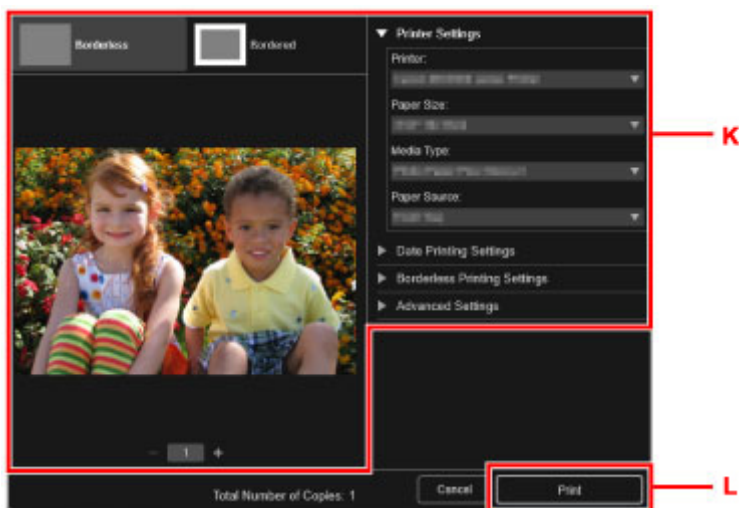 Borderless
Bordered
Printer Settings
Printer:
Paper Size:
Media Type:
Paper Source:
Date Printing Settings
Borderless Printing Settings
Advanced Settings
K
1
Total Number of Copies: 1
Cancel
Print
L